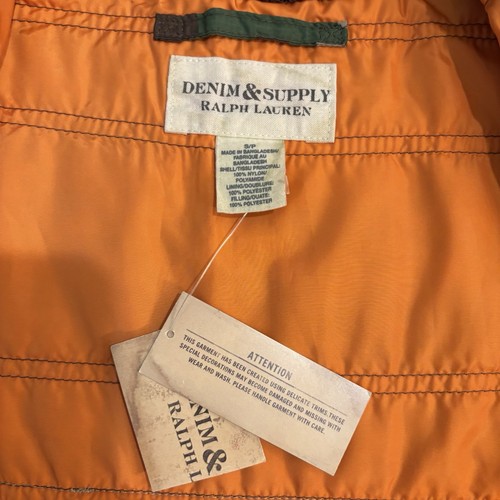 DENIM & SUPPLY
RALPH LAUREN
S/P
MADE IN BANGLADESH/
FABRIQUE AU
BANGLADESH
SHELL/TISSU PRINCIPAL:
100% NYLON/
POLYAMIDE
LINING/DOUBLURE:
100% POLYESTER
FILLING/OUATE:
100% POLYESTER
ATTENTION
THIS GARMENT HAS BEEN CREATED USING DELICATE TRIMS. THESE
SPECIAL DECORATIONS MAY BECOME DAMAGED AND MISSING WITH
WEAR AND WASH. PLEASE HANDLE GARMENT WITH CARE.
ENIM &
RALPH L